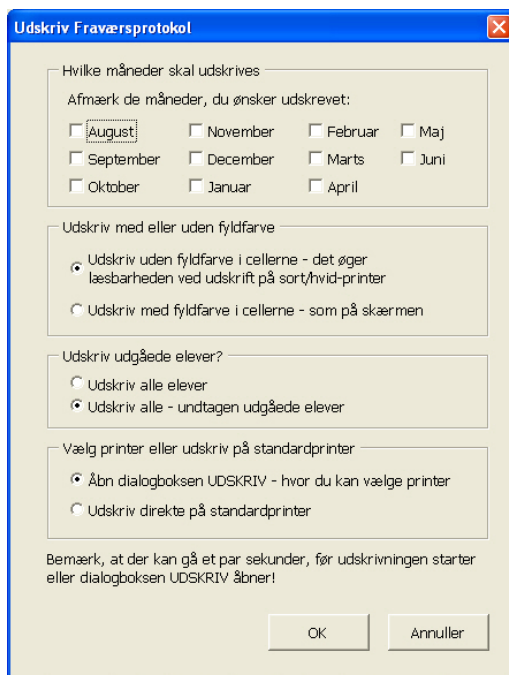 Udskriv Fraværsprotokol
Hvilke måneder skal udskrives
Afmærk de måneder, du ønsker udskrevet:
August November Februar Maj
September December Marts Juni
Oktober Januar April
Udskriv med eller uden fyldfarve
Udskriv uden fyldfarve i cellerne - det øger
læsbarheden ved udskrift på sort/hvid-printer
Udskriv med fyldfarve i cellerne - som på skærmen
Udskriv udgåede elever?
Udskriv alle elever
Udskriv alle - undtagen udgåede elever
Vælg printer eller udskriv på standardprinter
Åbn dialogboksen UDSKRIV - hvor du kan vælge printer
Udskriv direkte på standardprinter
Bemærk, at der kan gå et par sekunder, før udskrivningen starter
eller dialogboksen UDSKRIV åbner!
OK Annuller